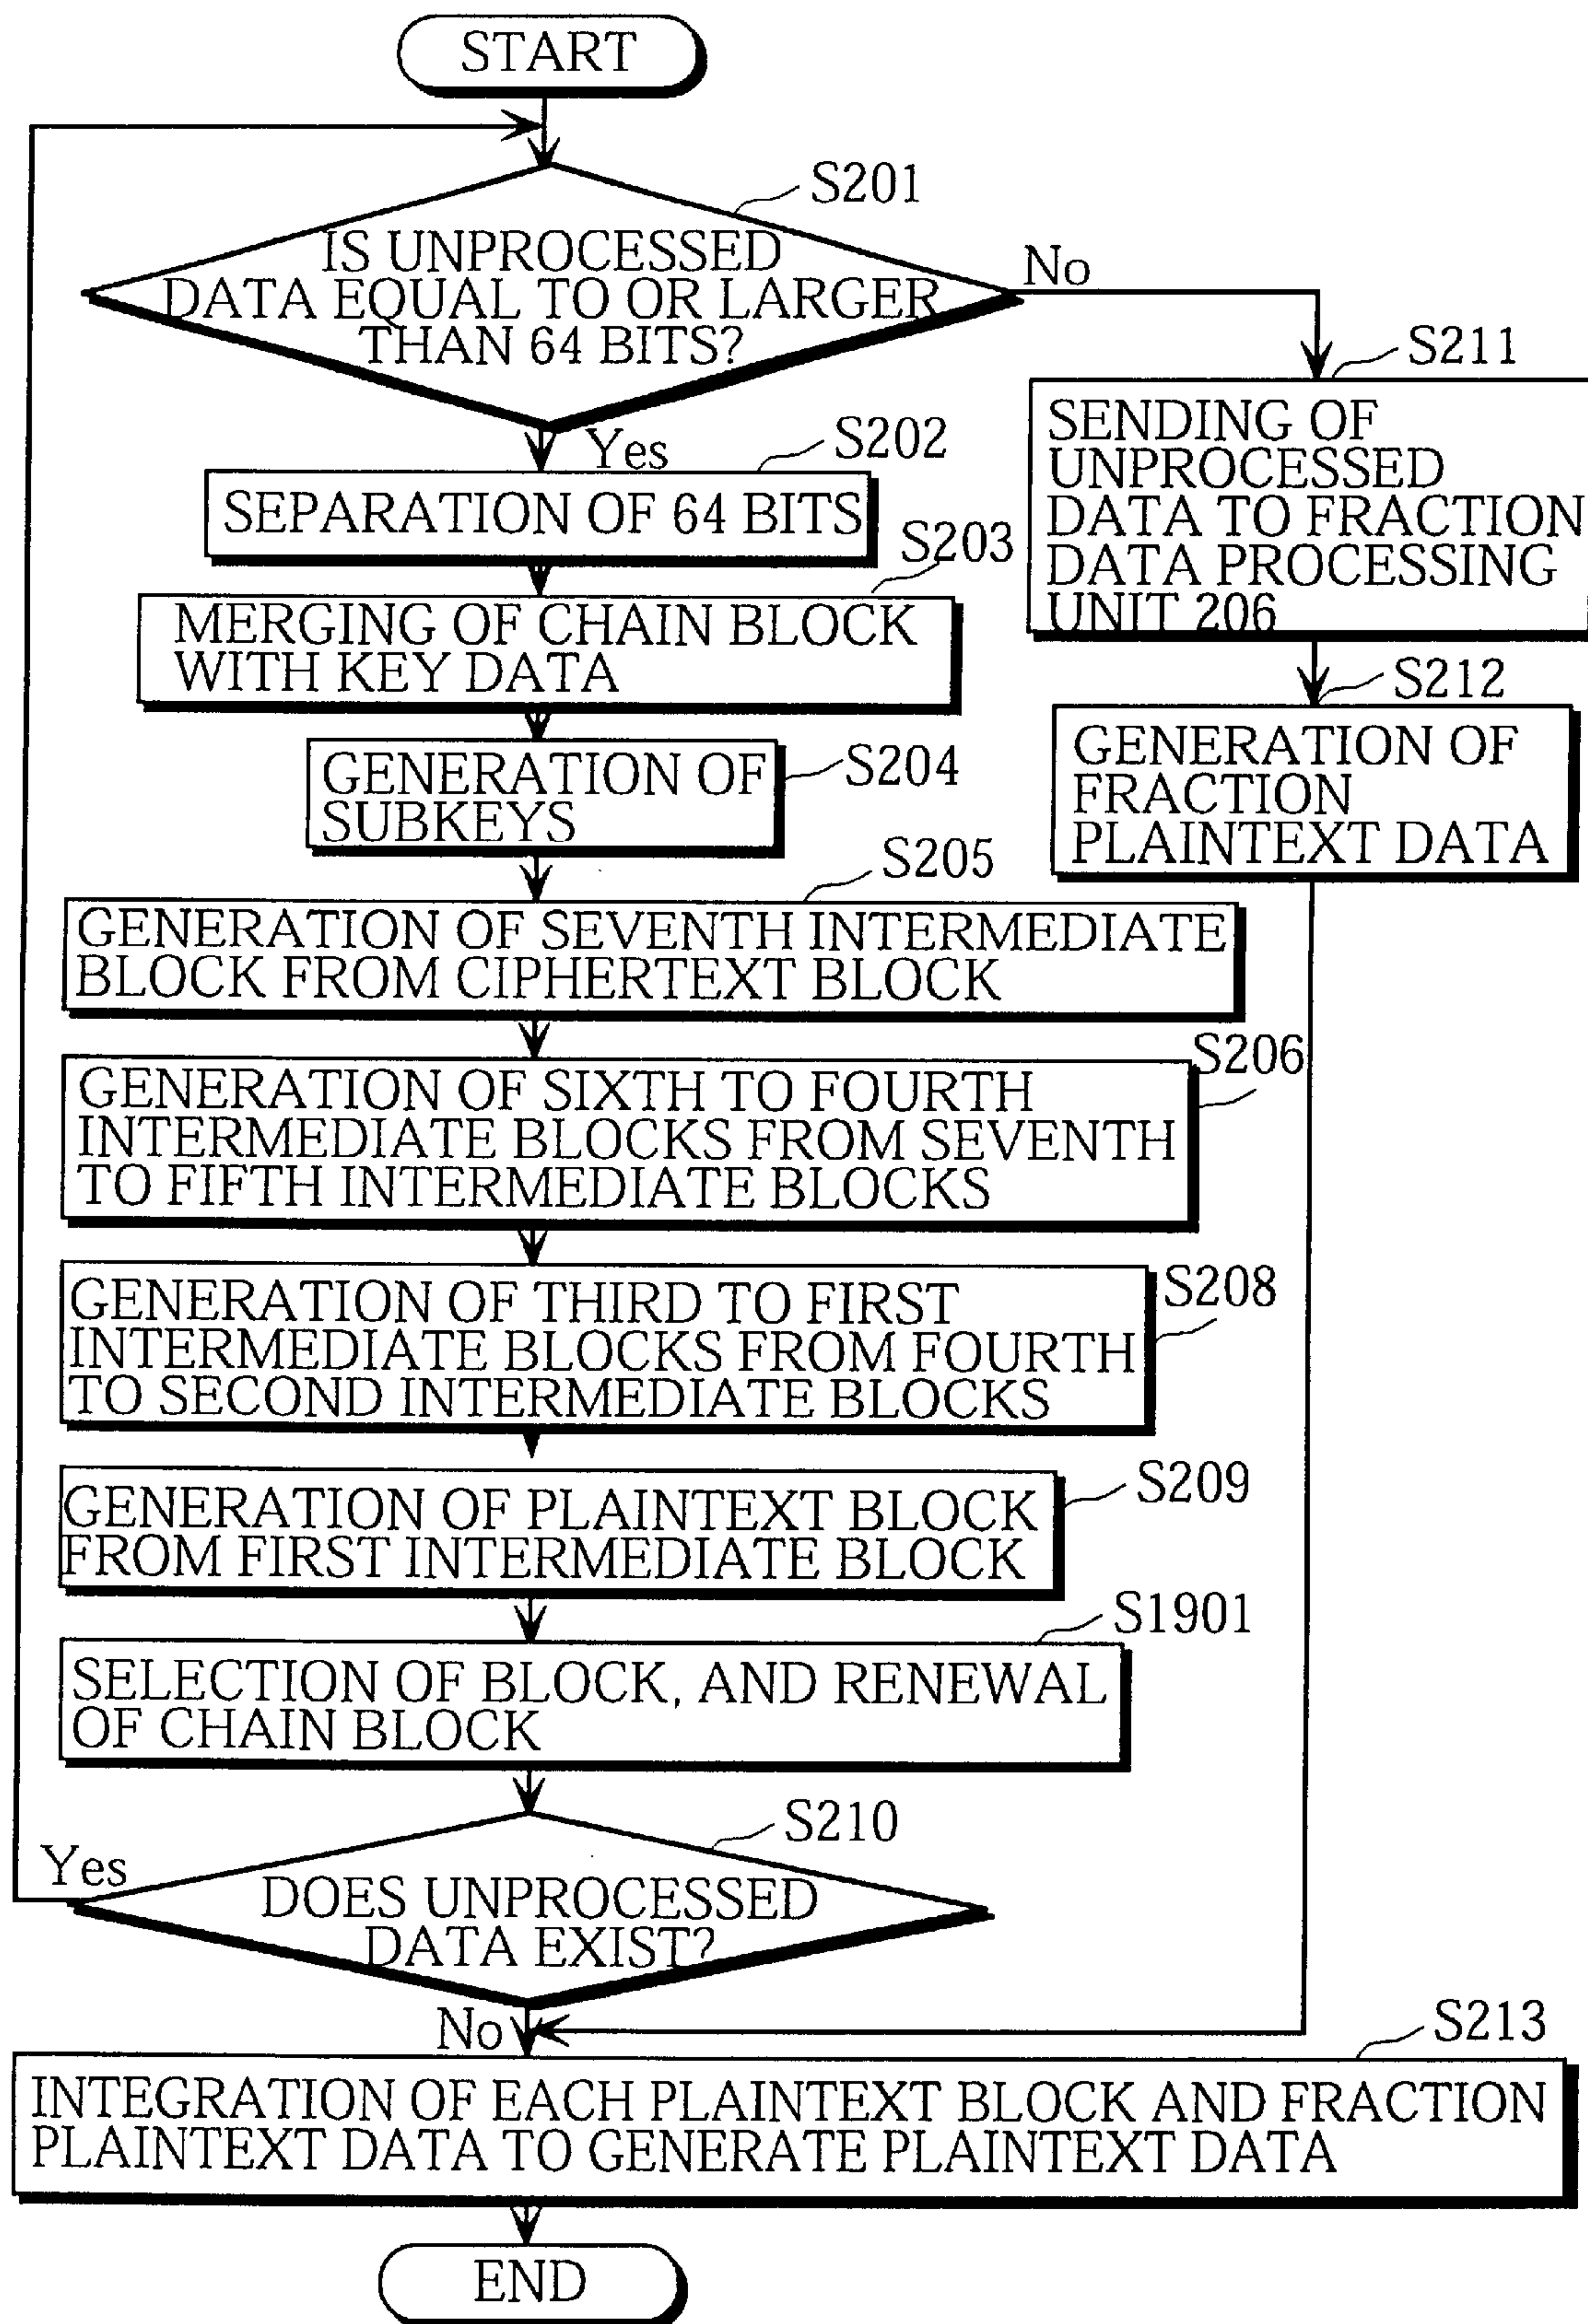 START
S201
IS UNPROCESSED
DATA EQUAL TO OR LARGER
THAN 64 BITS?
No
Yes
S202
SEPARATION OF 64 BITS
S203
MERGING OF CHAIN BLOCK
WITH KEY DATA
S204
GENERATION OF
SUBKEYS
S205
GENERATION OF SEVENTH INTERMEDIATE
BLOCK FROM CIPHERTEXT BLOCK
S206
GENERATION OF SIXTH TO FOURTH
INTERMEDIATE BLOCKS FROM SEVENTH
TO FIFTH INTERMEDIATE BLOCKS
S208
GENERATION OF THIRD TO FIRST
INTERMEDIATE BLOCKS FROM FOURTH
TO SECOND INTERMEDIATE BLOCKS
S209
GENERATION OF PLAINTEXT BLOCK
FROM FIRST INTERMEDIATE BLOCK
S1901
SELECTION OF BLOCK, AND RENEWAL
OF CHAIN BLOCK
S210
Yes
DOES UNPROCESSED
DATA EXIST?
No
S211
SENDING OF
UNPROCESSED
DATA TO FRACTION
DATA PROCESSING
UNIT 206
S212
GENERATION OF
FRACTION
PLAINTEXT DATA
S213
INTEGRATION OF EACH PLAINTEXT BLOCK AND FRACTION
PLAINTEXT DATA TO GENERATE PLAINTEXT DATA
END